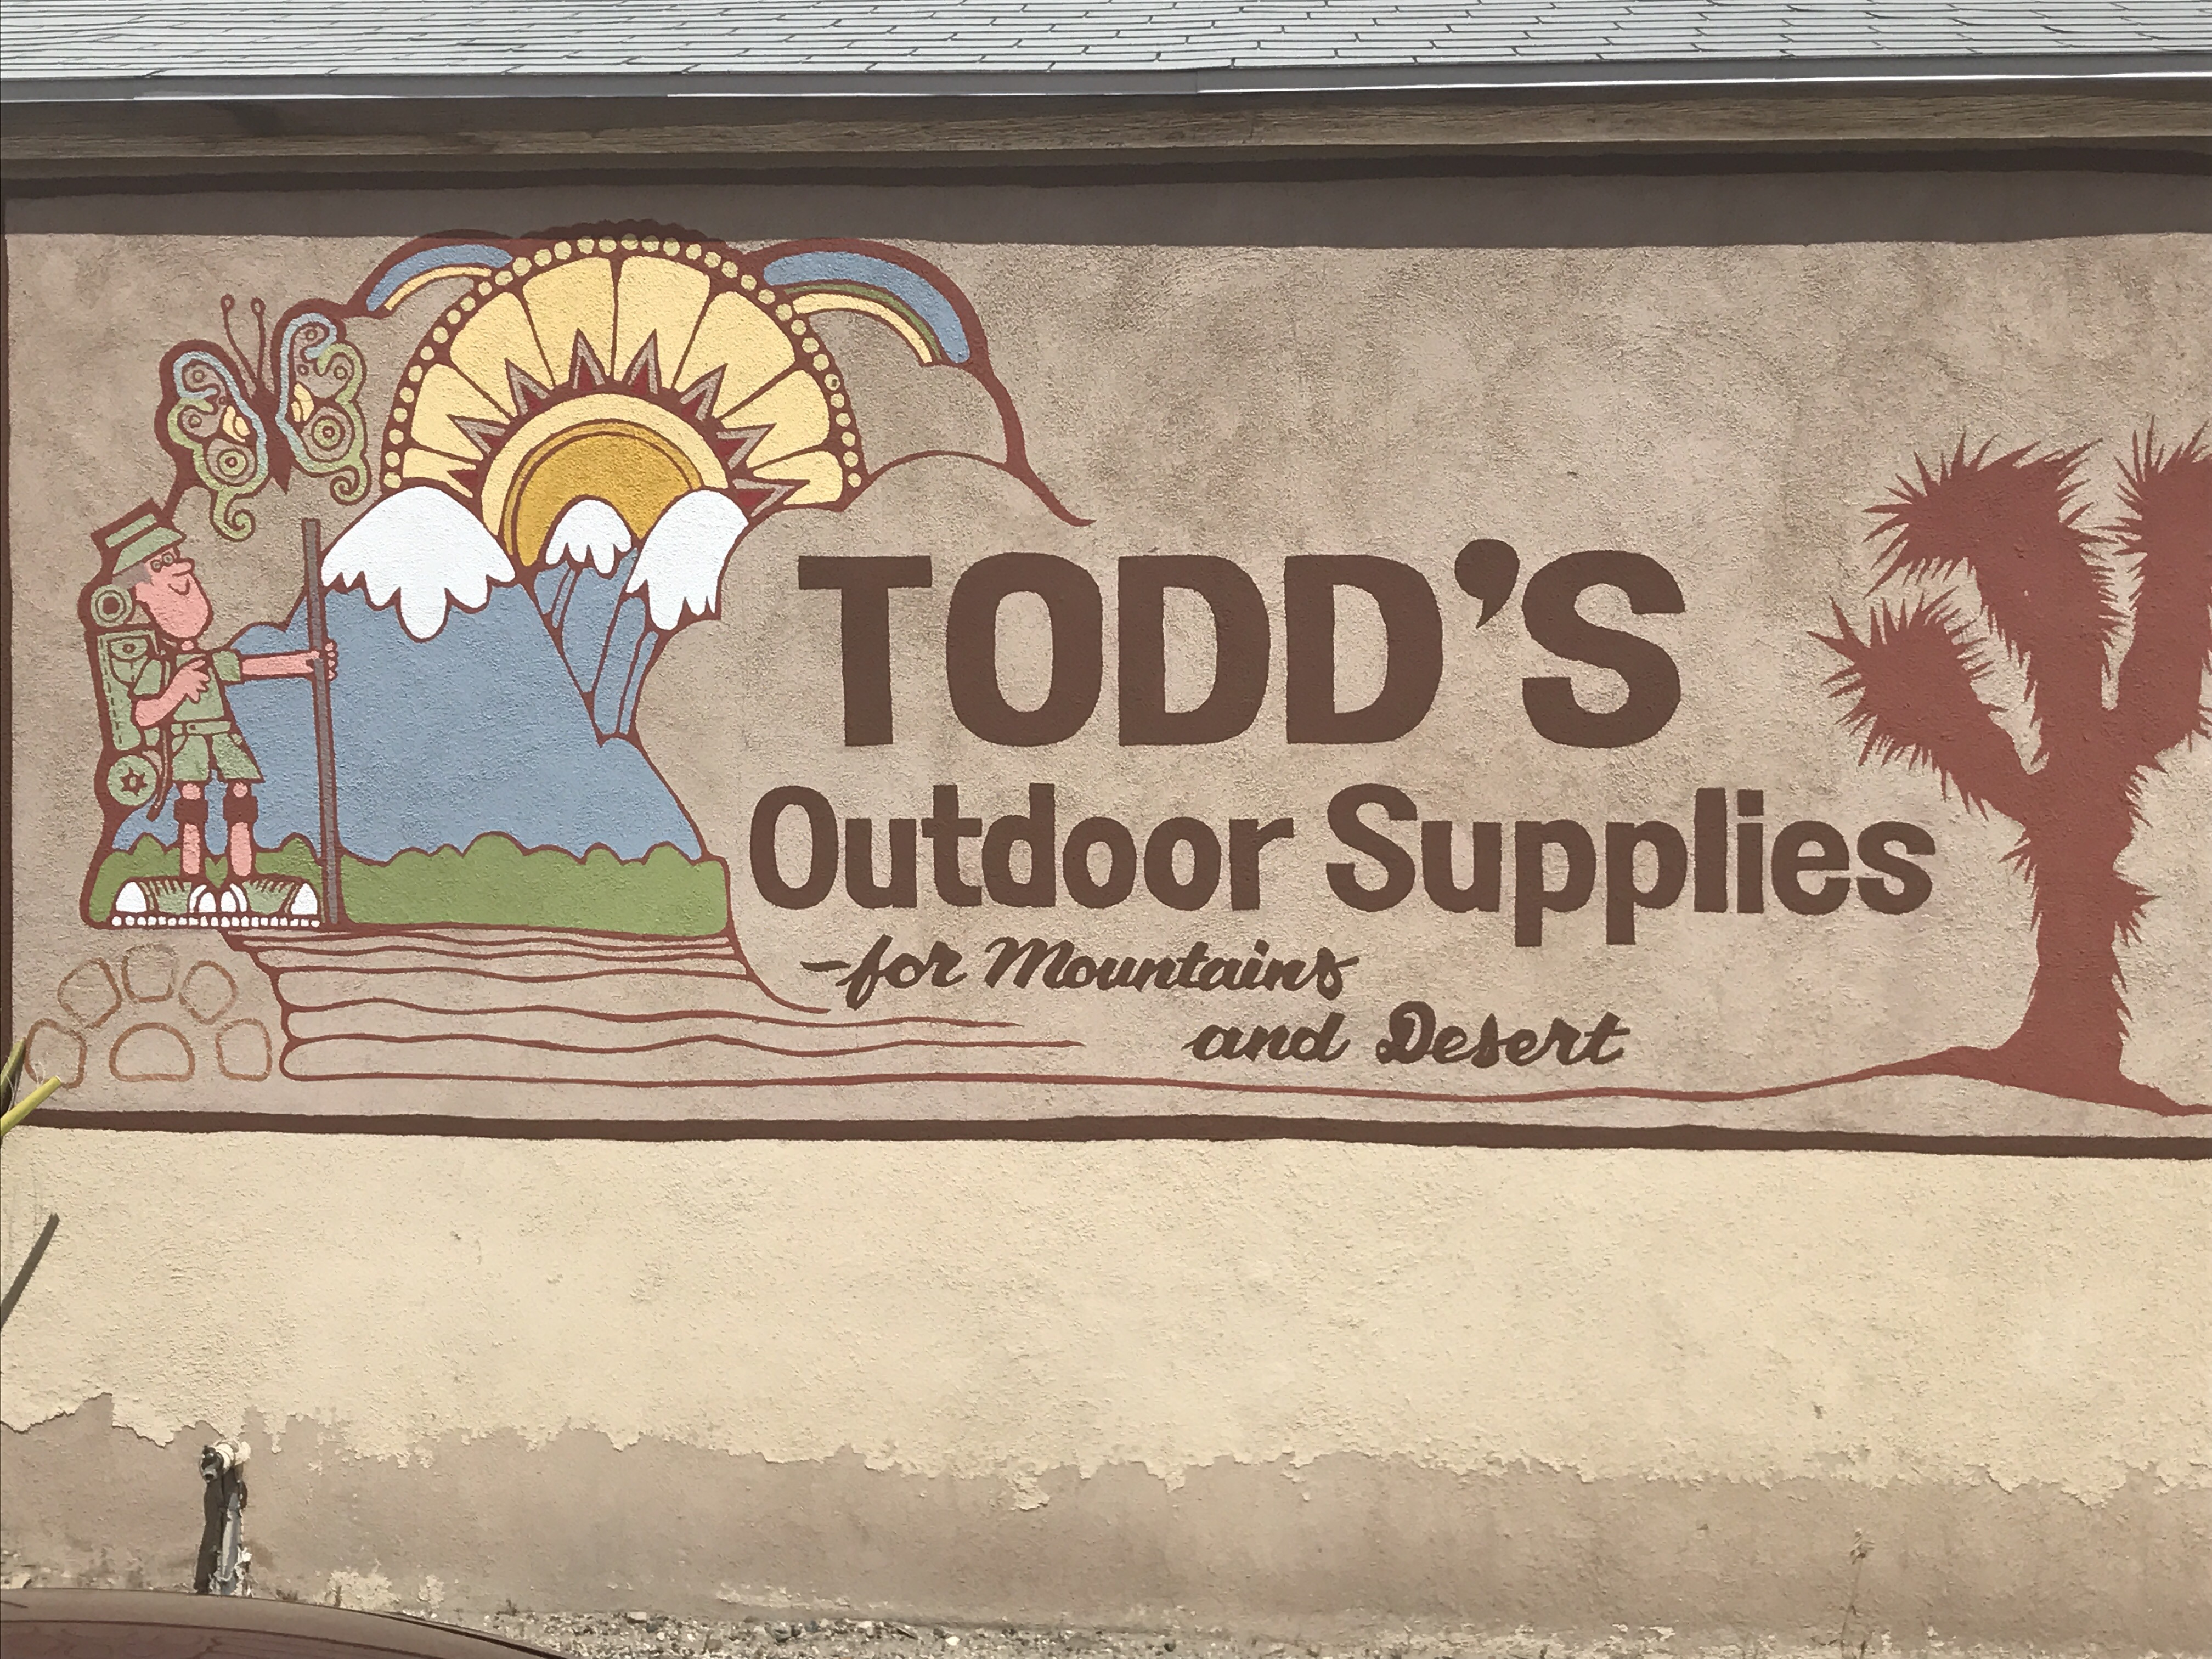 TODD'S
Outdoor Supplies
-for Mountains
and Desert